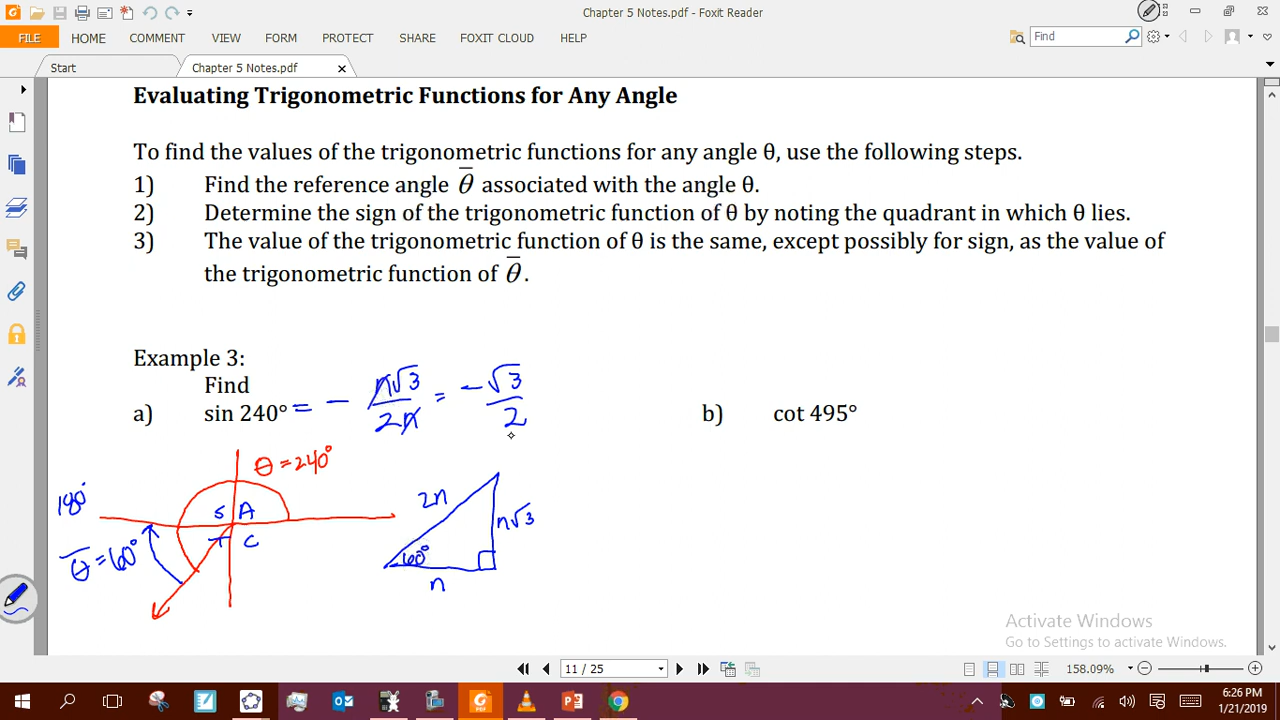 Chapter 5 Notes.pdf - Foxit Reader
FILE HOME COMMENT VIEW FORM PROTECT SHARE FOXIT CLOUD HELP Find
Start Chapter 5 Notes.pdf
Evaluating Trigonometric Functions for Any Angle
To find the values of the trigonometric functions for any angle θ, use the following steps.
1) Find the reference angle θ̅ associated with the angle θ.
2) Determine the sign of the trigonometric function of θ by noting the quadrant in which θ lies.
3) The value of the trigonometric function of θ is the same, except possibly for sign, as the value of
the trigonometric function of θ̅.
Example 3:
Find
a) sin 240° = - n√3/2n = -√3/2
b) cot 495°
θ = 240°
180°
S A
T C
θ̅ = 60°
2n
n√3
60°
n
Activate Windows
Go to Settings to activate Windows.
11 / 25 158.09%
6:26 PM
1/21/2019